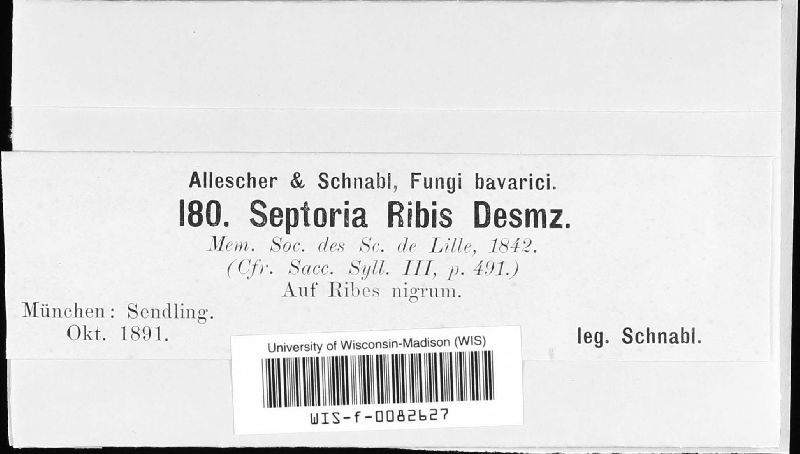 Allescher & Schnabl, Fungi bavarici.
180. Septoria Ribis Desmz.
Mem. Soc. des Sc. de Lille, 1842.
(Cfr. Sacc. Syll. III, p. 491.)
Auf Ribes nigrum.
München: Sendling.
Okt. 1891.
leg. Schnabl.
University of Wisconsin-Madison (WIS)
WIS-f-0082627